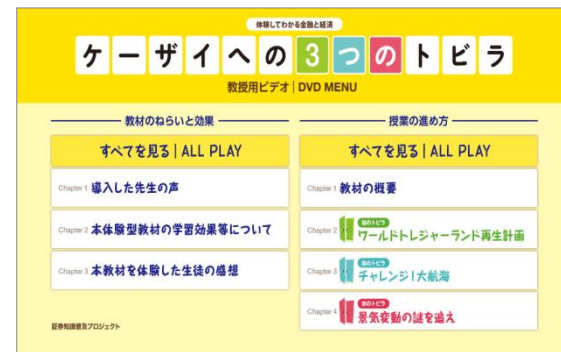 体験してわかる金融と経済
ケーザイへの3つのトビラ
教授用ビデオ | DVD MENU
教材のねらいと効果
すべてを見る | ALL PLAY
Chapter 1 導入した先生の声
Chapter 2 本体験型教材の学習効果等について
Chapter 3 本教材を体験した生徒の感想
証券知識普及プロジェクト
授業の進め方
すべてを見る | ALL PLAY
Chapter 1 教材の概要
Chapter 2
ワールドトレジャーランド再生計画
Chapter 3
チャレンジ!大航海
Chapter 4
景気変動の謎を追え